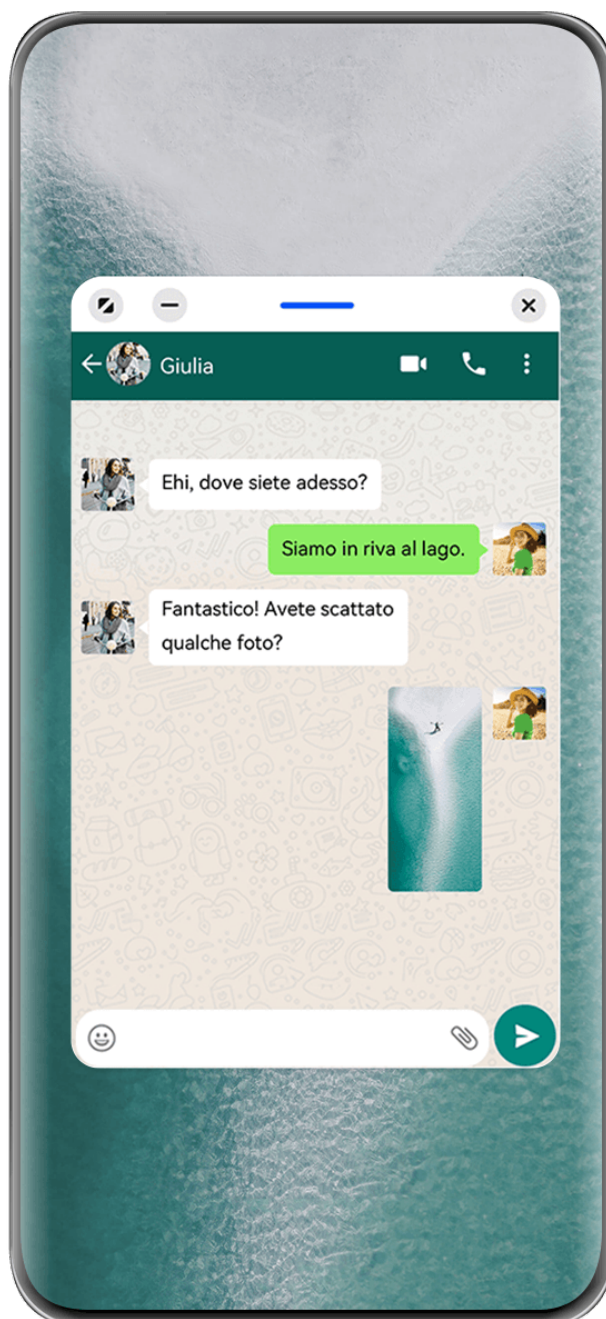 Giulia
Ehi, dove siete adesso?
Siamo in riva al lago.
Fantastico! Avete scattato
qualche foto?